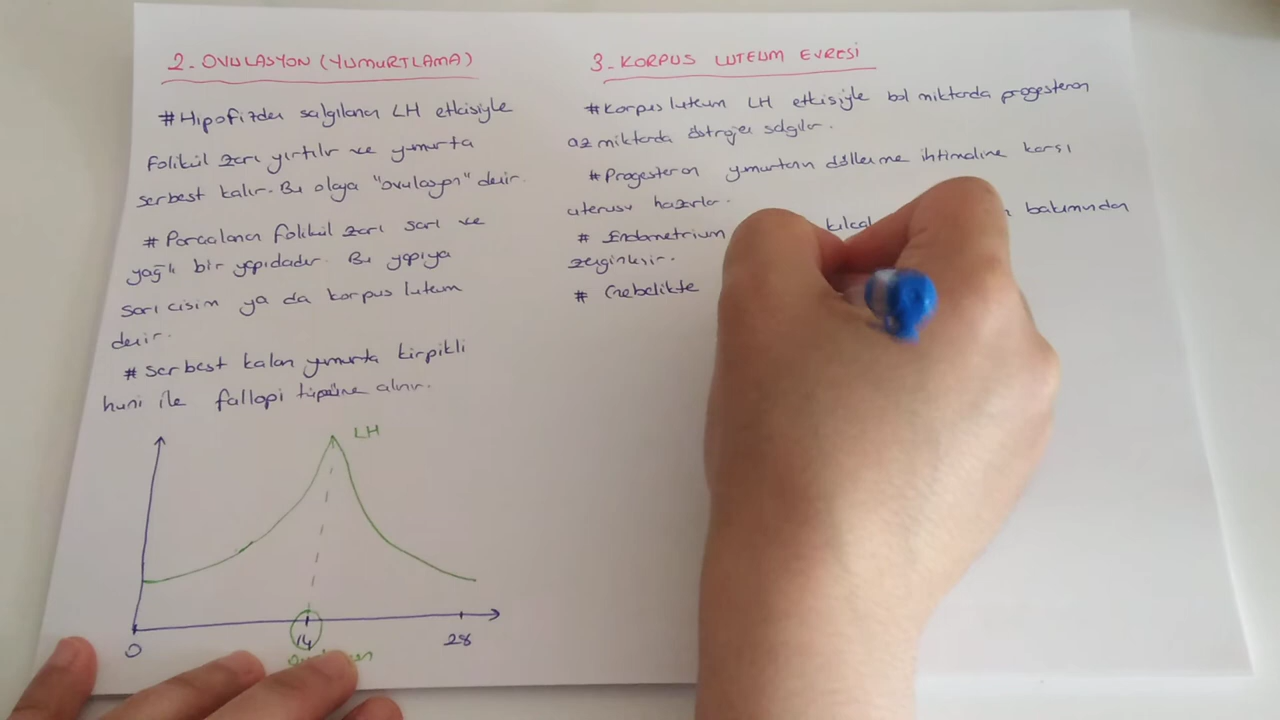 2. OVULASYON (YUMURTLAMA)
# Hipofizden salgılanan LH etkisiyle
folikül zarı yırtılır ve yumurta
serbest kalır. Bu olaya "ovulasyon" denir.
# Parçalanan folikül zarı sarı ve
yağlı bir yapıdadır. Bu yapıya
sarı cisim ya da korpus luteum
denir.
# Serbest kalan yumurta kirpikli
huni ile fallopi tüpüne alınır.
LH
0
14
28
3. KORPUS LUTEUM EVRESİ
# Korpus luteum LH etkisiyle bol miktarda progesteron
az miktarda östrojen salgılar.
# Progesteron yumurtanın döllenme ihtimaline karşı
uterusu hazırlar.
# Endometrium bakımından
zenginleşir.
# Gebelikte